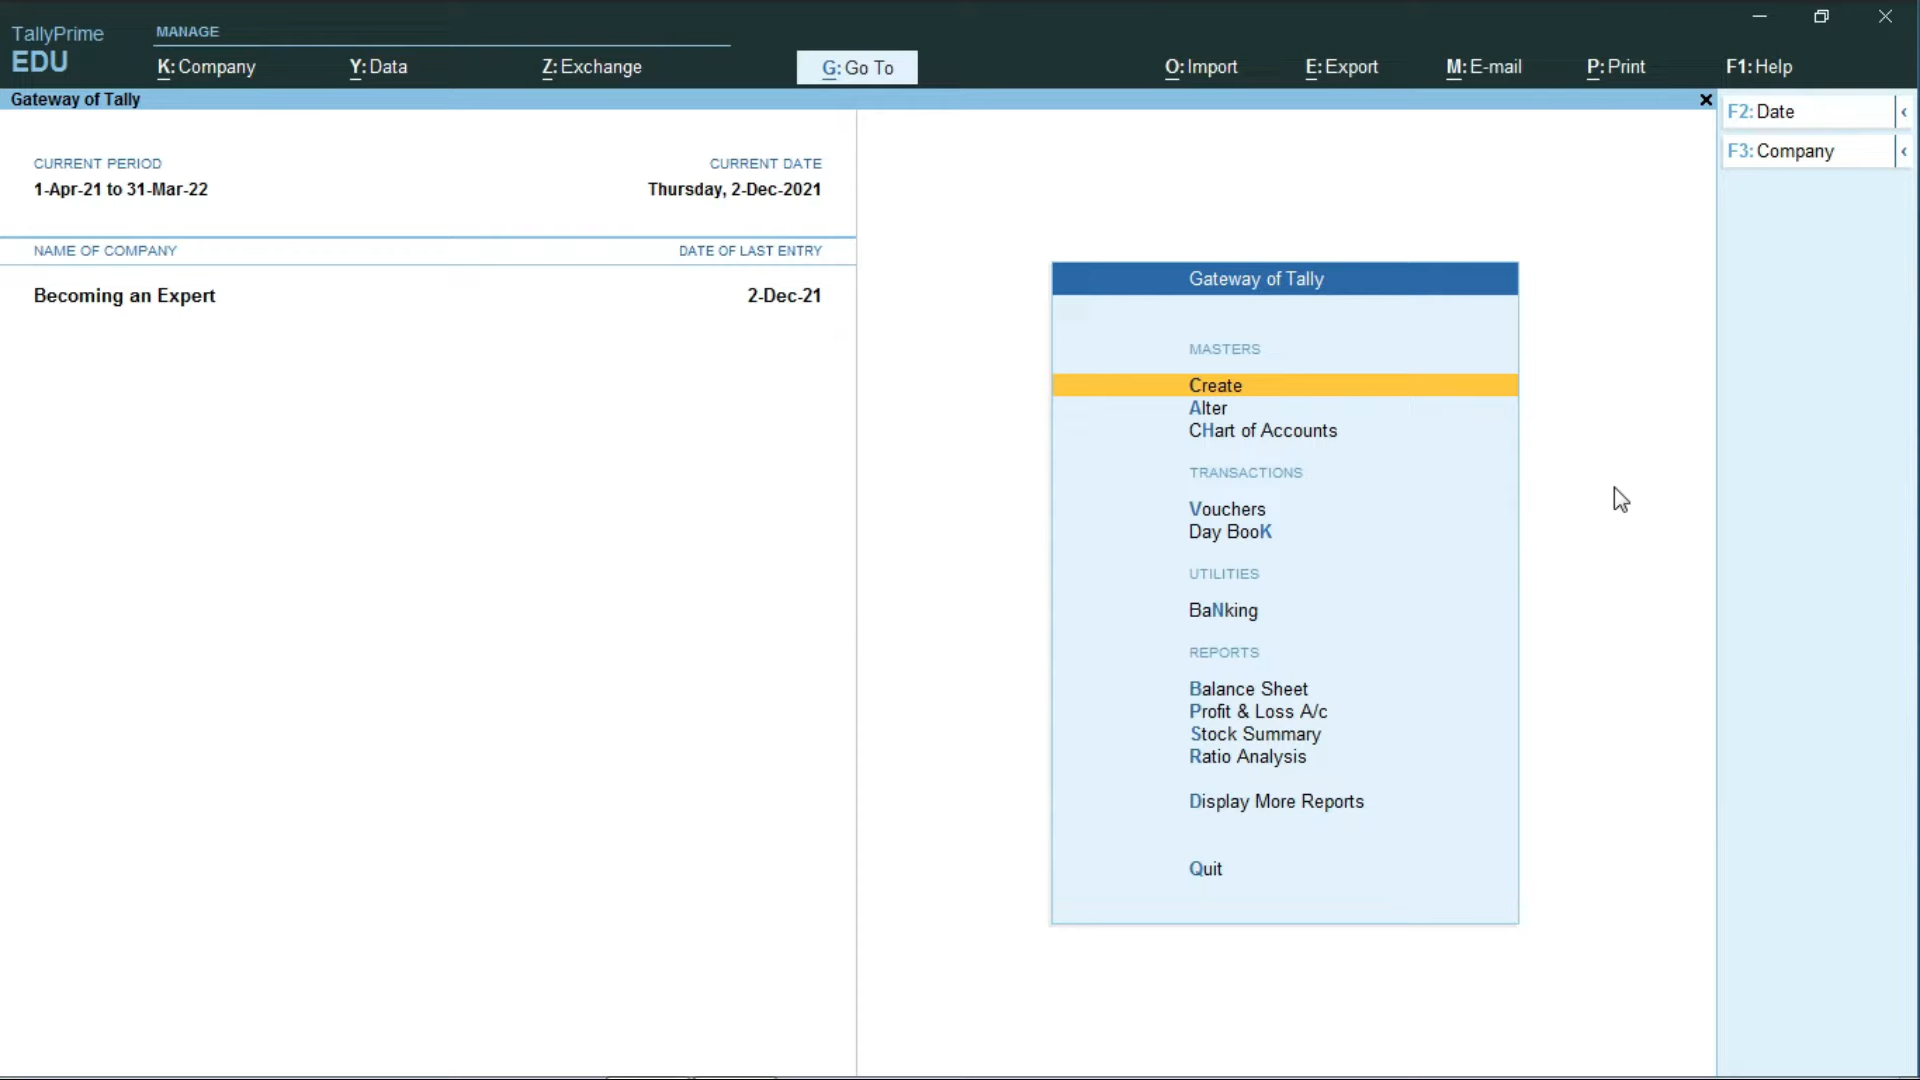 TallyPrime
EDU
MANAGE
K: Company
Y: Data
Z: Exchange
G: Go To
O: Import
E: Export
M: E-mail
P: Print
F1: Help
Gateway of Tally
F2: Date
F3: Company
CURRENT PERIOD
CURRENT DATE
1-Apr-21 to 31-Mar-22
Thursday, 2-Dec-2021
NAME OF COMPANY
DATE OF LAST ENTRY
Becoming an Expert
2-Dec-21
Gateway of Tally
MASTERS
Create
Alter
CHart of Accounts
TRANSACTIONS
Vouchers
Day BooK
UTILITIES
BaNking
REPORTS
Balance Sheet
Profit & Loss A/c
Stock Summary
Ratio Analysis
Display More Reports
Quit